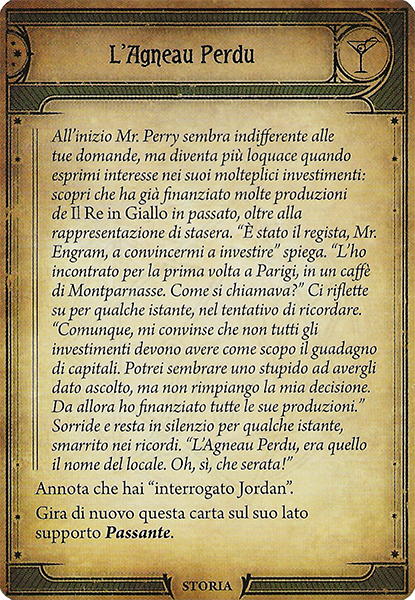 L'Agneau Perdu
All'inizio Mr. Perry sembra indifferente alle
tue domande, ma diventa più loquace quando
esprimi interesse nei suoi molteplici investimenti:
scopri che ha già finanziato molte produzioni
de Il Re in Giallo in passato, oltre alla
rappresentazione di stasera. “È stato il regista, Mr.
Engram, a convincermi a investire” spiega. “L'ho
incontrato per la prima volta a Parigi, in un caffè
di Montparnasse. Come si chiamava?” Ci riflette
su per qualche istante, nel tentativo di ricordare.
“Comunque, mi convinse che non tutti gli
investimenti devono avere come scopo il guadagno
di capitali. Potrei sembrare uno stupido ad avergli
dato ascolto, ma non rimpiango la mia decisione.
Da allora ho finanziato tutte le sue produzioni.”
Sorride e resta in silenzio per qualche istante,
smarrito nei ricordi. “L'Agneau Perdu, era quello
il nome del locale. Oh, sì, che serata!”
Annota che hai “interrogato Jordan”.
Gira di nuovo questa carta sul suo lato
supporto Passante.
STORIA